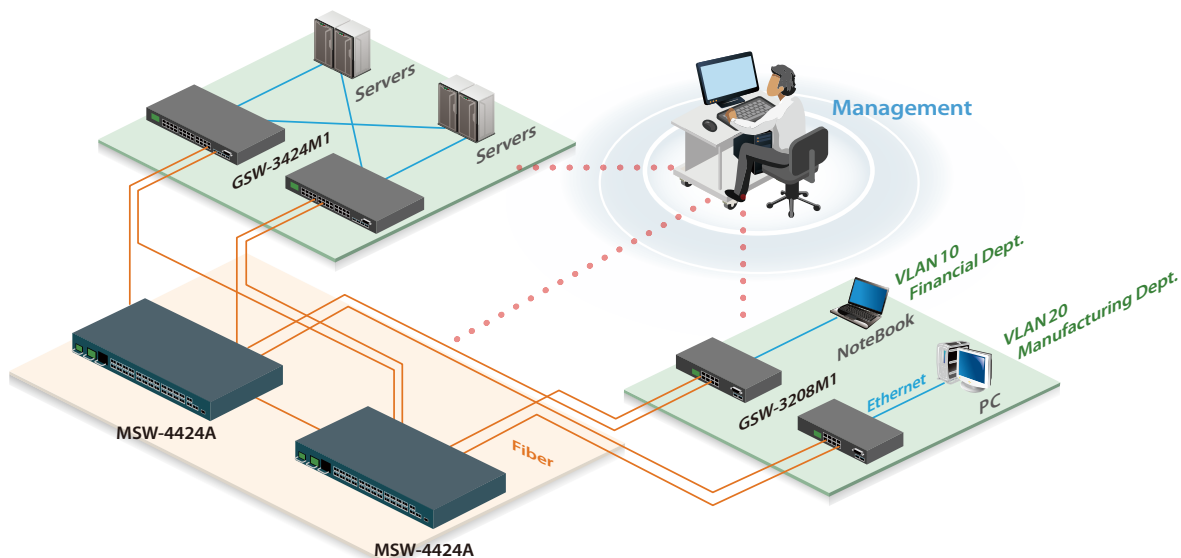 Servers
Servers
GSW-3424M1
Management
VLAN 10
Financial Dept.
VLAN 20
Manufacturing Dept.
NoteBook
GSW-3208M1
Ethernet
PC
MSW-4424A
Fiber
MSW-4424A